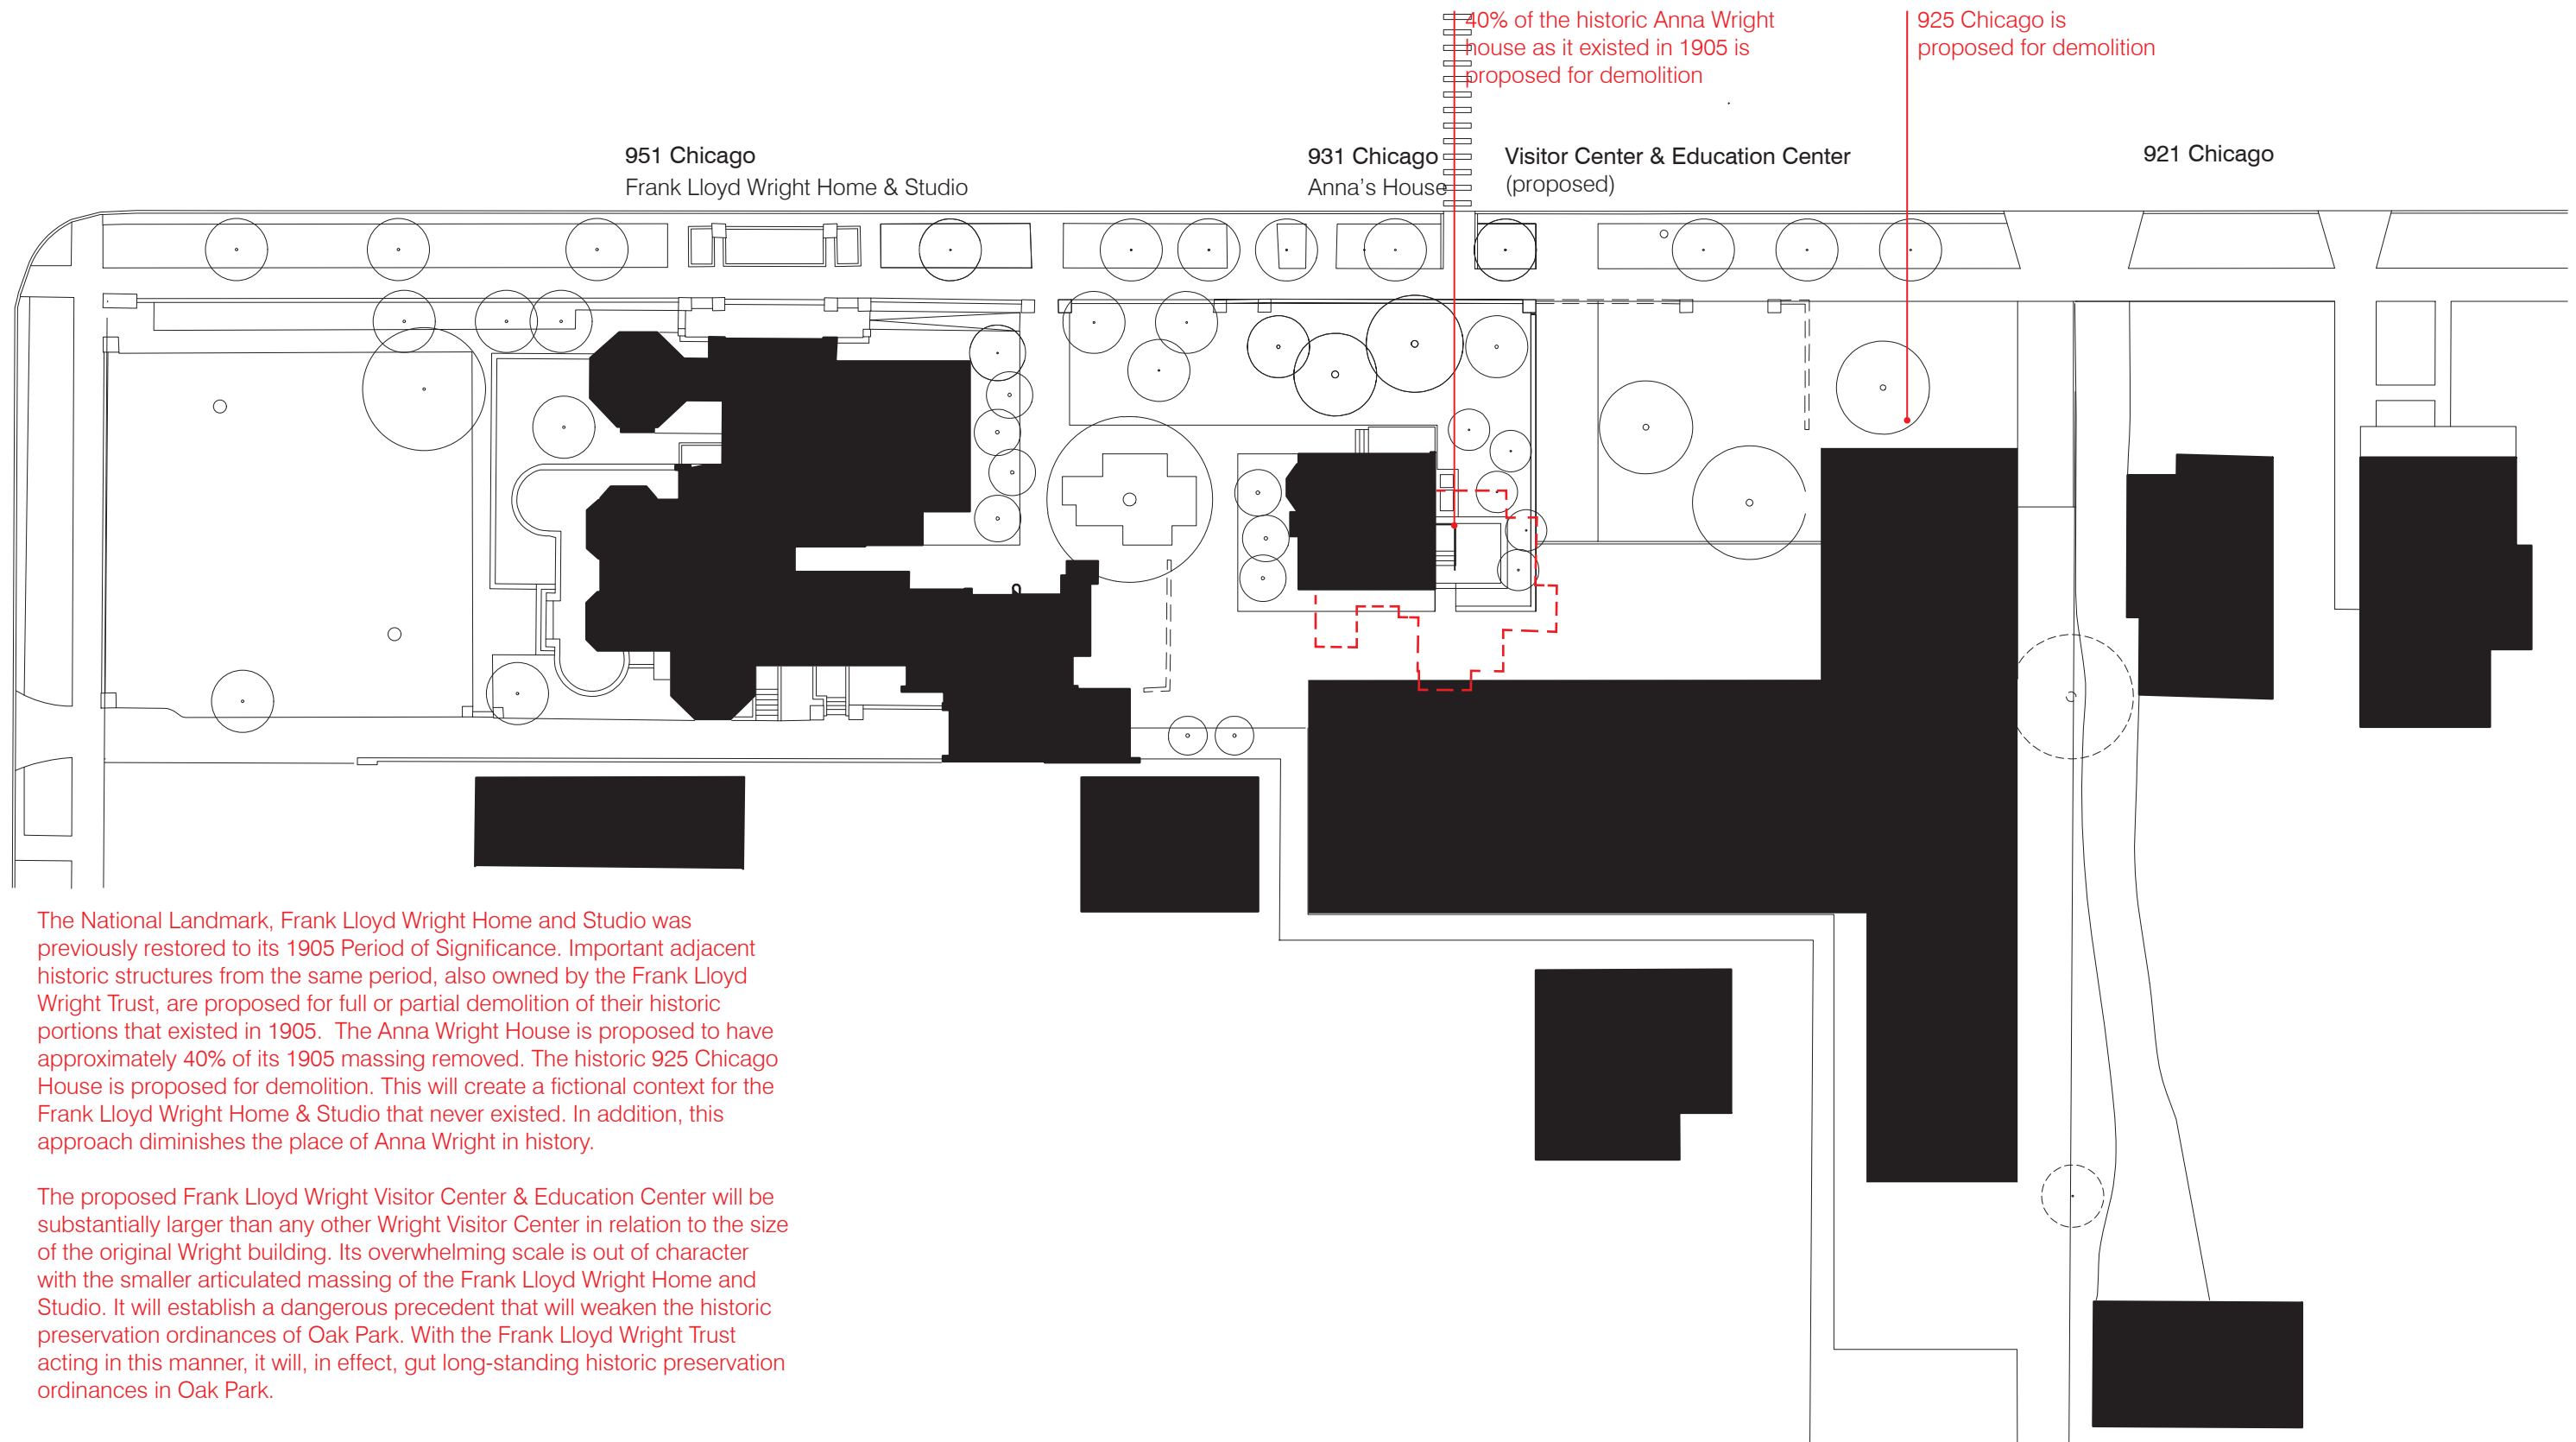 40% of the historic Anna Wright
house as it existed in 1905 is
proposed for demolition
925 Chicago is
proposed for demolition
951 Chicago
Frank Lloyd Wright Home & Studio
931 Chicago
Anna's House
Visitor Center & Education Center
(proposed)
921 Chicago
The National Landmark, Frank Lloyd Wright Home and Studio was
previously restored to its 1905 Period of Significance. Important adjacent
historic structures from the same period, also owned by the Frank Lloyd
Wright Trust, are proposed for full or partial demolition of their historic
portions that existed in 1905.  The Anna Wright House is proposed to have
approximately 40% of its 1905 massing removed. The historic 925 Chicago
House is proposed for demolition. This will create a fictional context for the
Frank Lloyd Wright Home & Studio that never existed. In addition, this
approach diminishes the place of Anna Wright in history.
The proposed Frank Lloyd Wright Visitor Center & Education Center will be
substantially larger than any other Wright Visitor Center in relation to the size
of the original Wright building. Its overwhelming scale is out of character
with the smaller articulated massing of the Frank Lloyd Wright Home and
Studio. It will establish a dangerous precedent that will weaken the historic
preservation ordinances of Oak Park. With the Frank Lloyd Wright Trust
acting in this manner, it will, in effect, gut long-standing historic preservation
ordinances in Oak Park.